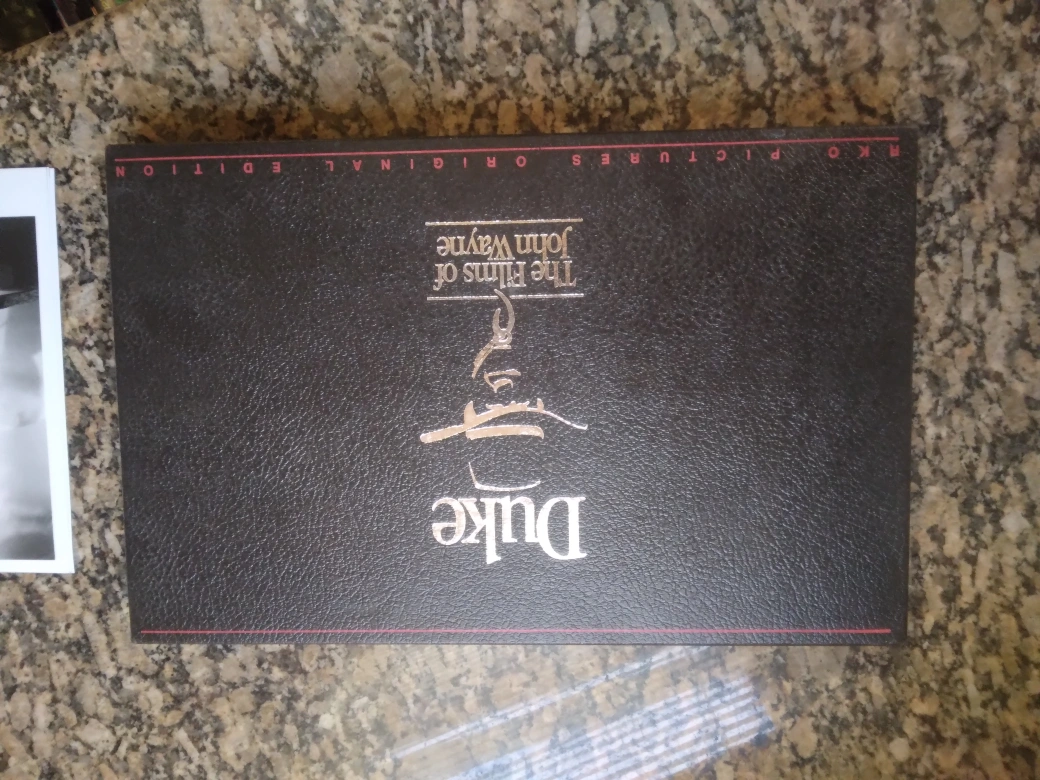 Duke
The Films of
John Wayne
RKO PICTURES ORIGINAL EDITION